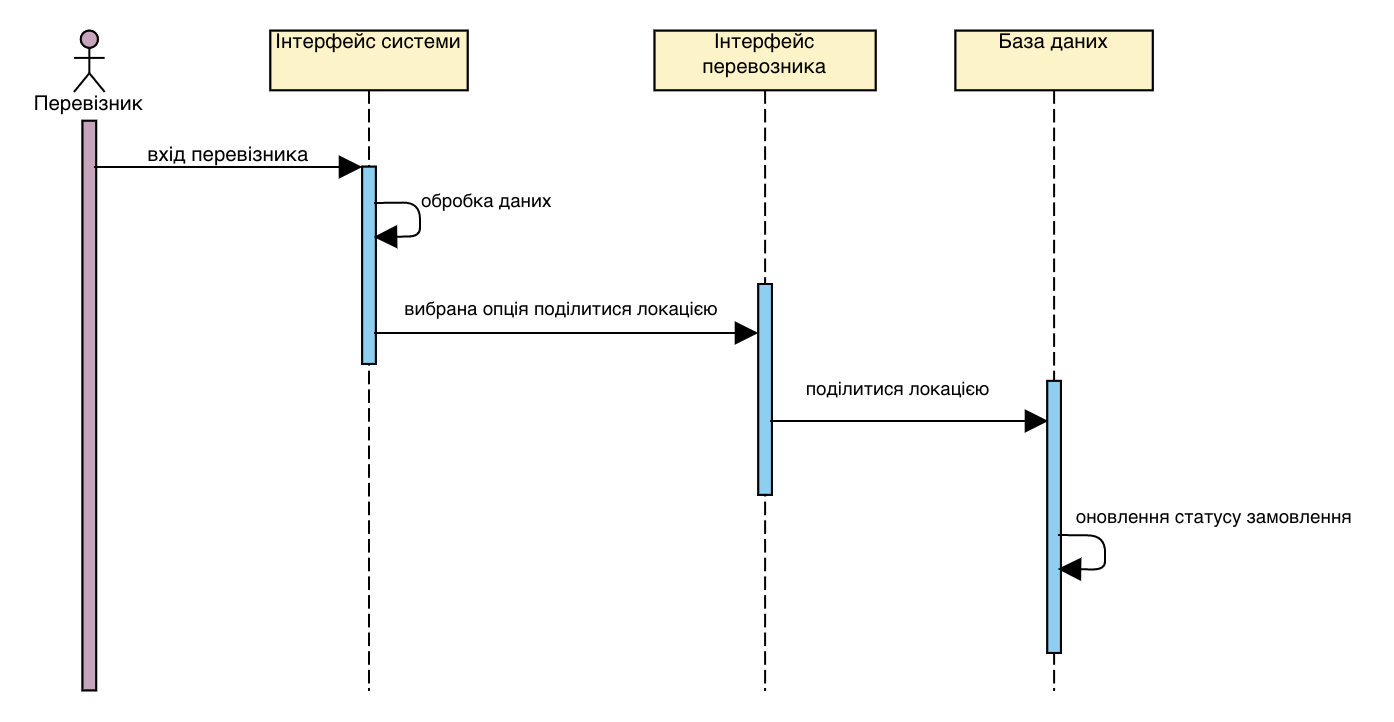 Перевізник
Інтерфейс системи
Інтерфейс
перевозника
База даних
вхід перевізника
обробка даних
вибрана опція поділитися локацією
поділитися локацією
оновлення статусу замовлення